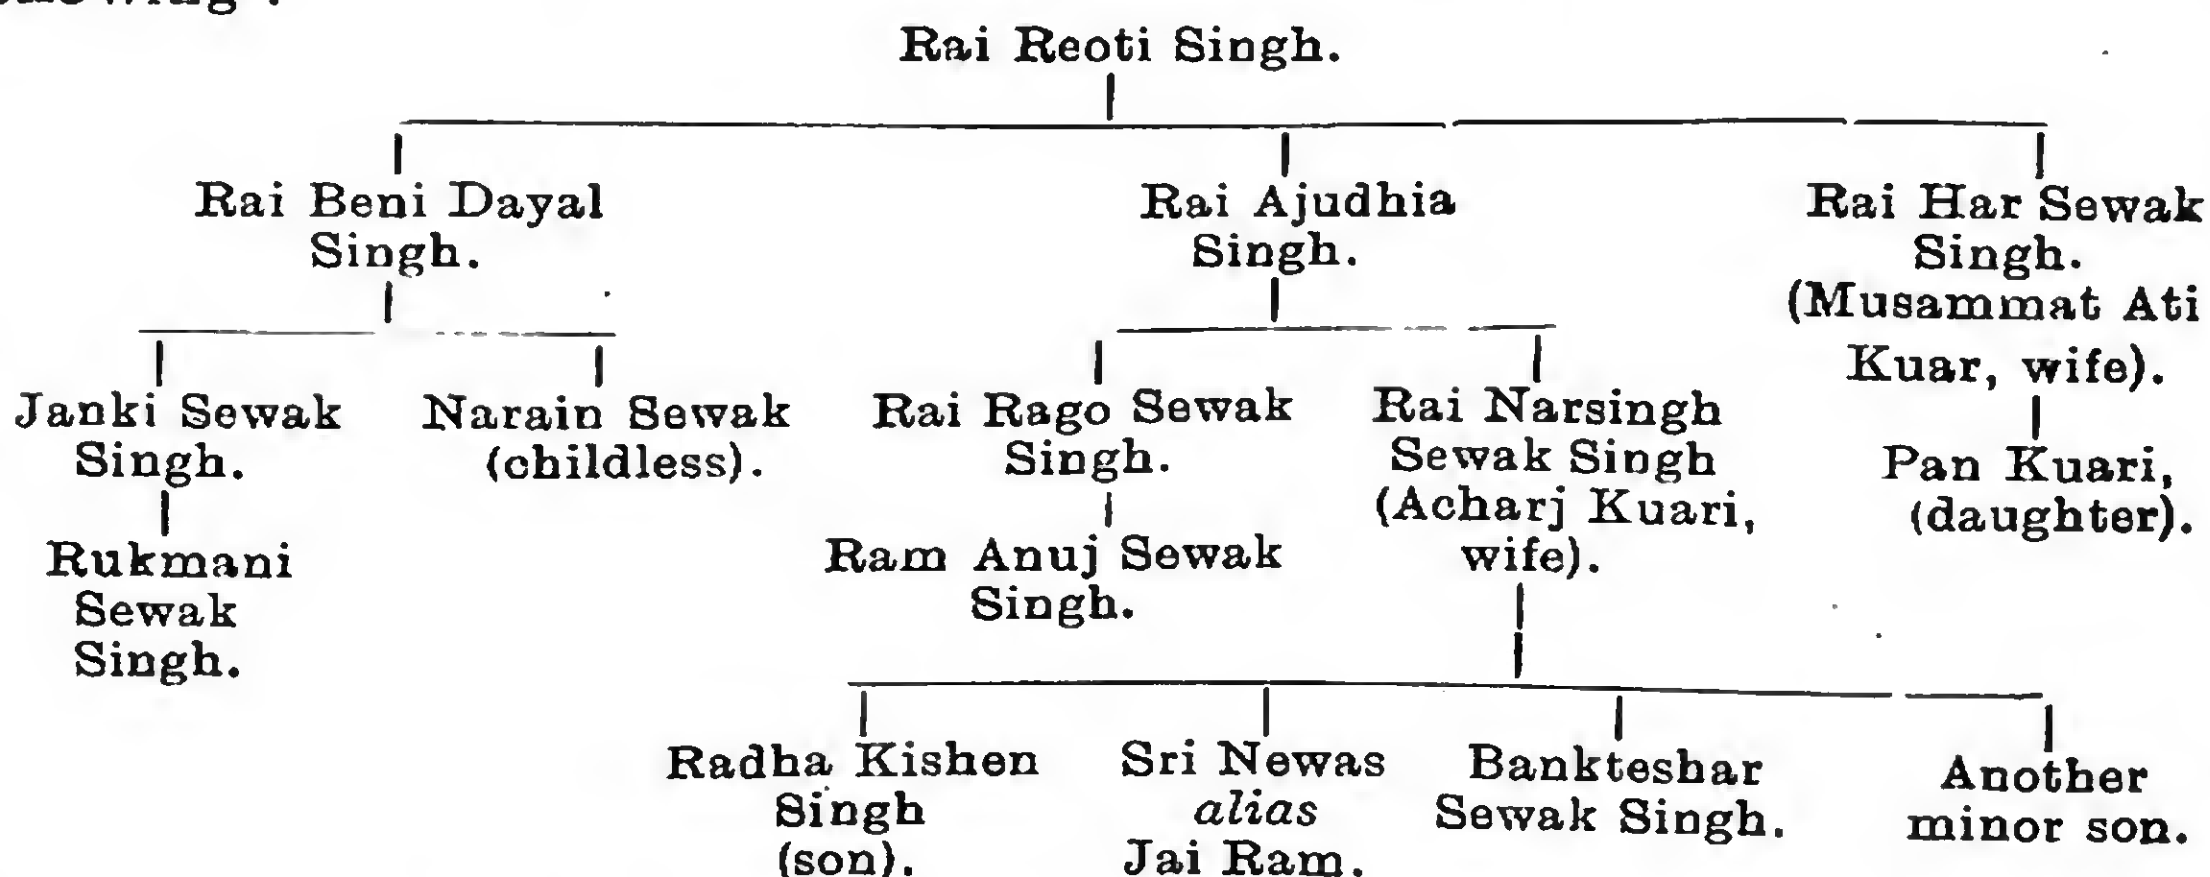 Rai Reoti Singh.
Rai Beni Dayal
Singh.
Rai Ajudhia
Singh.
Rai Har Sewak
Singh.
(Musammat Ati
Kuar, wife).
Janki Sewak
Singh.
Narain Sewak
(childless).
Rai Rago Sewak
Singh.
Rai Narsingh
Sewak Singh
(Acharj Kuari,
wife).
Pan Kuari,
(daughter).
Rukmani
Sewak
Singh.
Ram Anuj Sewak
Singh.
Radha Kishen
Singh
(son).
Sri Newas
alias
Jai Ram.
Bankteshar
Sewak Singh.
Another
minor son.